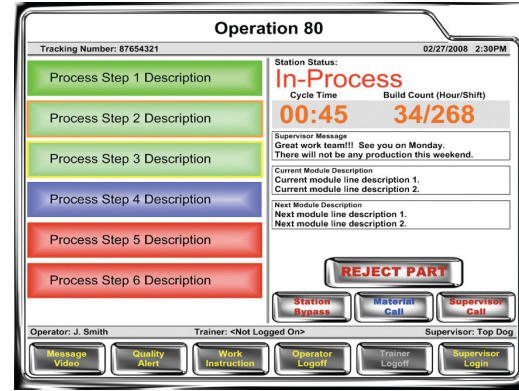 Operation 80
Tracking Number: 87654321
02/27/2008 2:30PM
Process Step 1 Description
Process Step 2 Description
Process Step 3 Description
Process Step 4 Description
Process Step 5 Description
Process Step 6 Description
Station Status:
In-Process
Cycle Time
Build Count (Hour/Shift)
00:45
34/268
Supervisor Message
Great work team!!! See you on Monday.
There will not be any production this weekend.
Current Module Description
Current module line description 1.
Current module line description 2.
Next Module Description
Next module line description 1.
Next module line description 2.
REJECT PART
Station
Bypass
Material
Call
Supervisor
Call
Operator: J. Smith
Trainer: <Not Logged On>
Supervisor: Top Dog
Message
Video
Quality
Alert
Work
Instruction
Operator
Logoff
Trainer
Logoff
Supervisor
Login